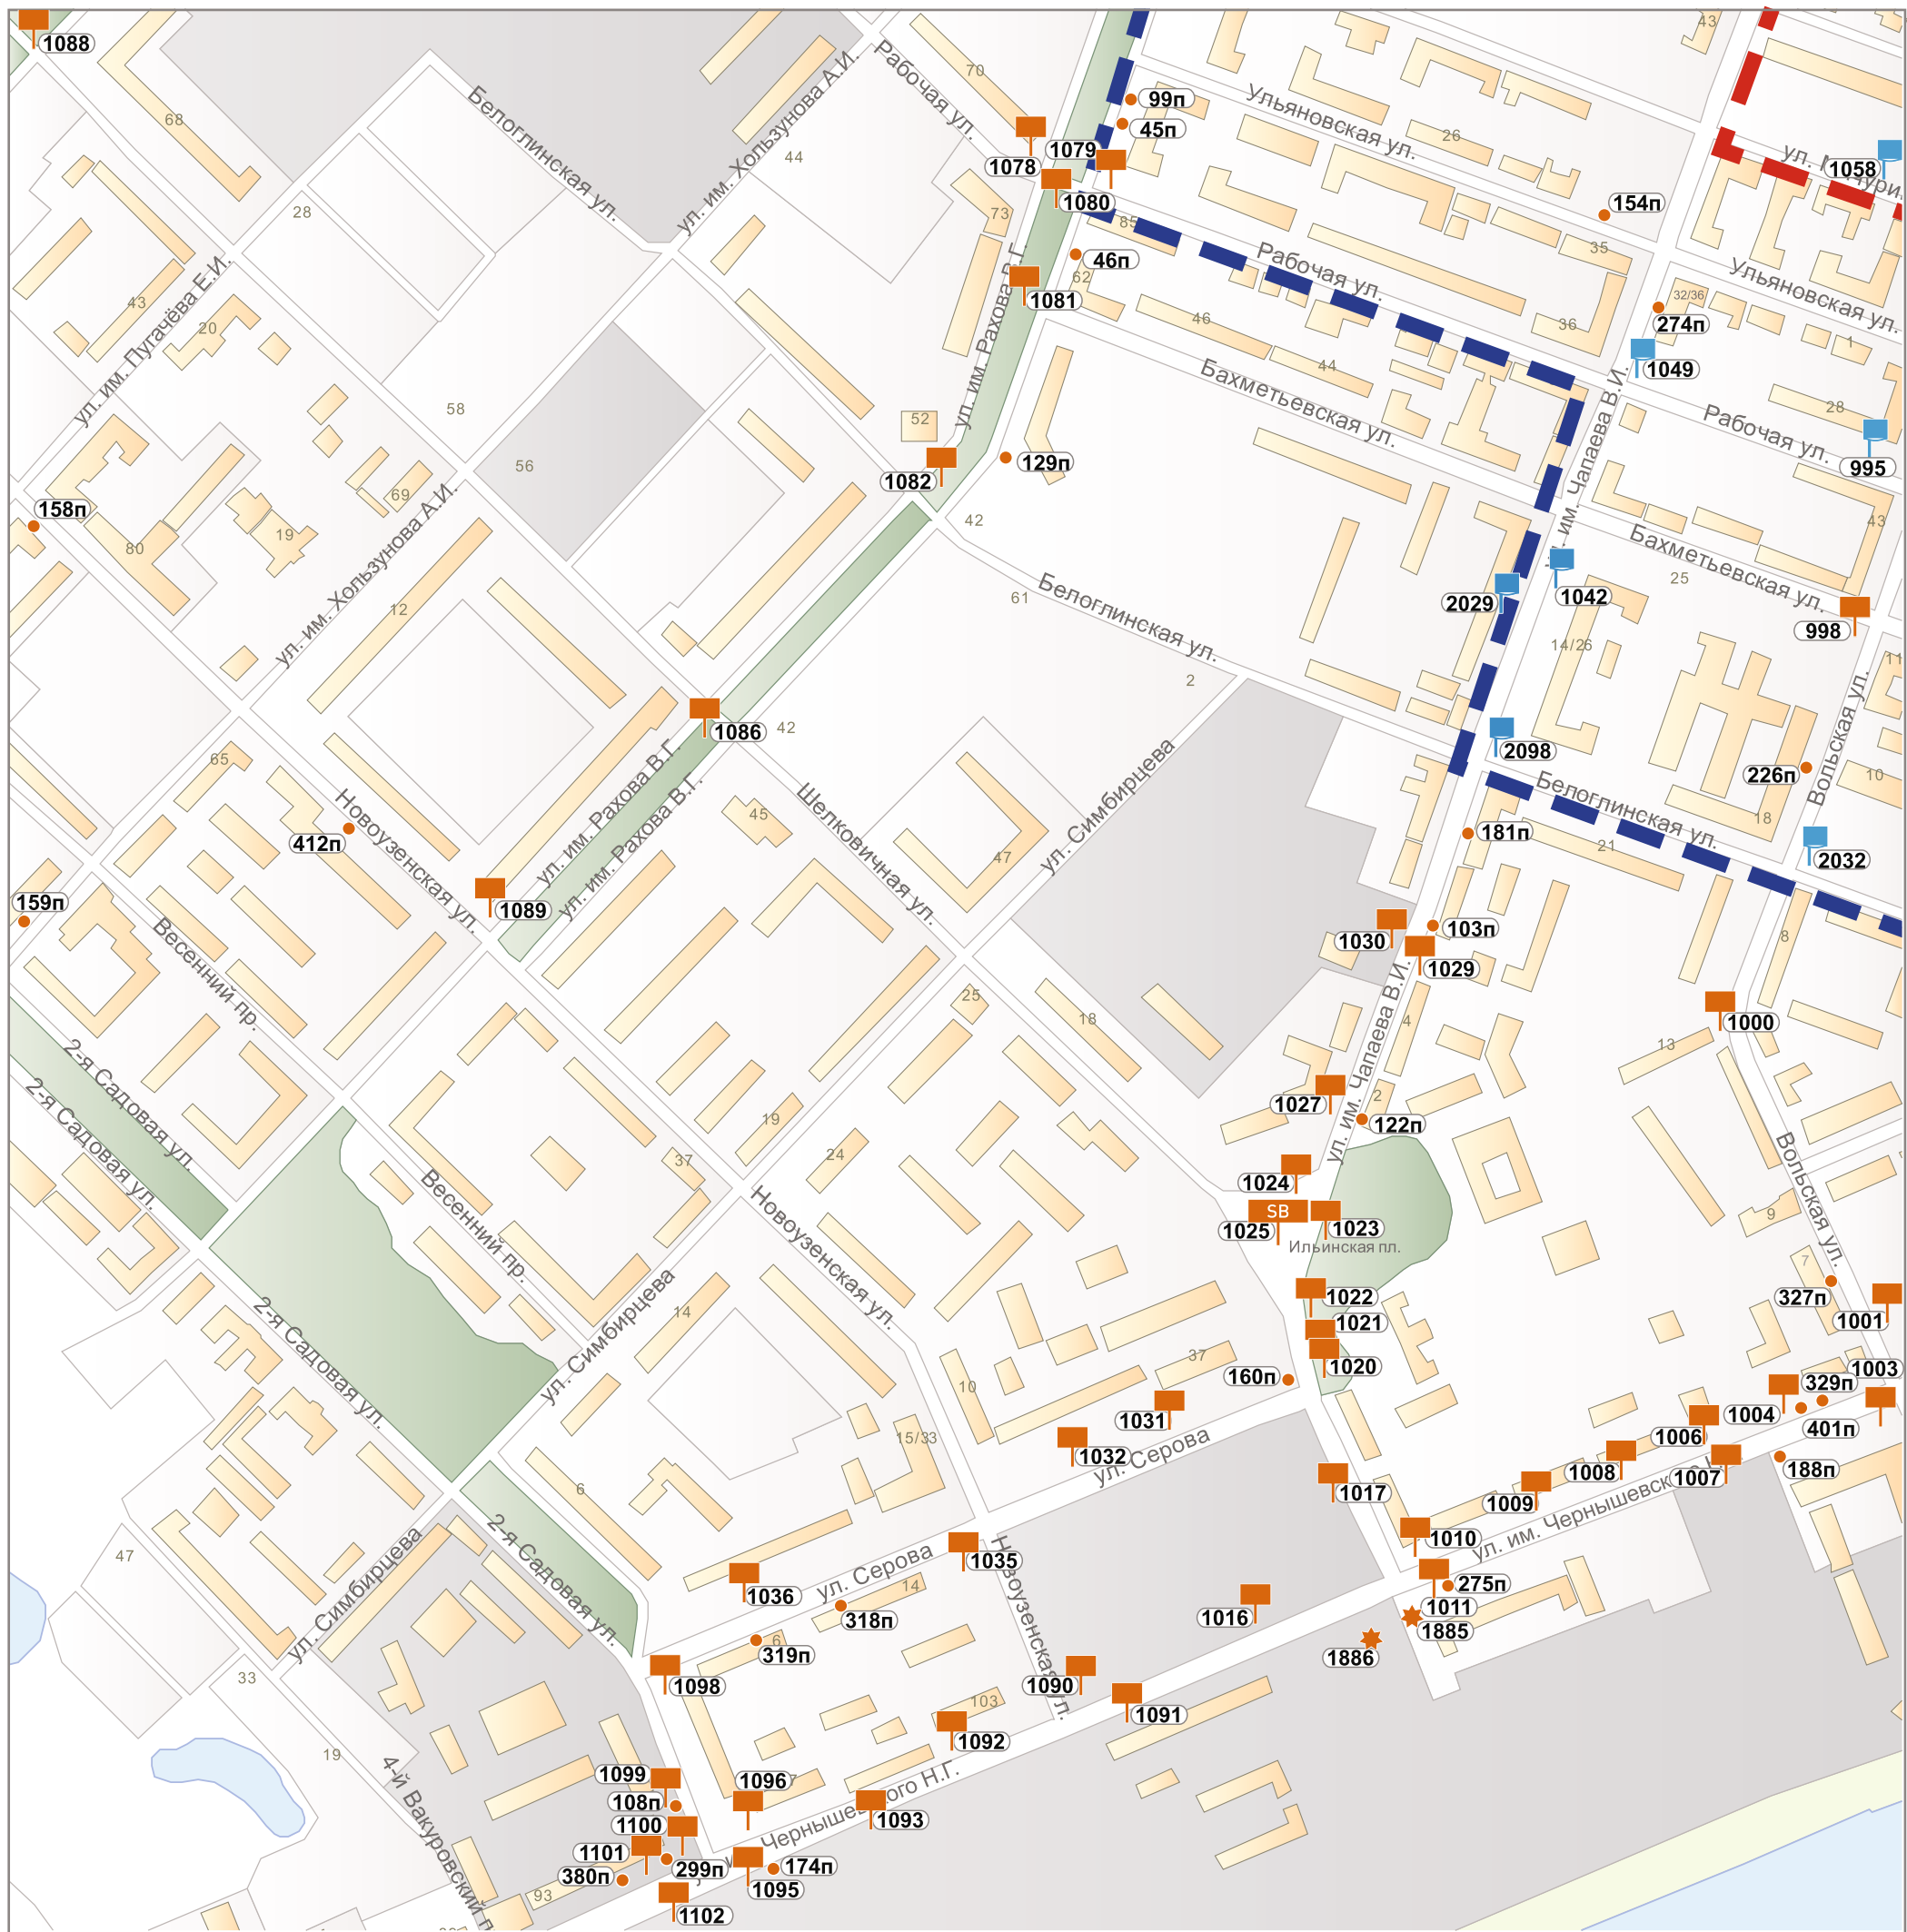 1088
43
70
Рабочая ул.
99п
Ульяновская ул.
26
45п
68
Белоглинская ул.
ул. им. Хользунова А.И.
44
1079
1078
1058
1080
154п
28
73
85
35
46п
Рабочая ул.
Ульяновская ул.
62
1081
32/36
274п
43
20
ул. им. Пугачёва Е.И.
ул. им. Рахова В.Г.
46
36
1
44
1049
Бахметьевская ул.
58
52
28
Рабочая ул.
995
56
1082
129п
ул. им. Чапаева В.И.
69
158п
19
80
42
43
Бахметьевская ул.
25
ул. им. Хользунова А.И.
12
61
Белоглинская ул.
2029
1042
998
14/26
11
2
1086
42
2098
65
226п
10
Вольская ул.
Новоузенская ул.
412п
ул. им. Рахова В.Г.
ул. им. Рахова В.Г.
45
Шелковичная ул.
47
ул. Симбирцева
Белоглинская ул.
18
181п
21
2032
159п
1089
Весенний пр.
1030
103п
1029
8
25
18
4
1000
13
ул. им. Чапаева В.И.
2-я Садовая ул.
2-я Садовая ул.
1027
2
122п
19
24
37
Весенний пр.
Новоузенская ул.
1024
SB
1025
1023
Ильинская пл.
9
Вольская ул.
7
327п
1001
1022
1021
1020
14
ул. Симбирцева
2-я Садовая ул.
37
160п
10
1003
329п
1004
401п
1031
1006
15/33
1032
ул. Серова
1008
1007
188п
6
1017
1009
2-я Садовая ул.
1010
ул. им. Чернышевск
47
ул. Симбирцева
1035
ул. Серова
14
1036
Новоузенская ул.
318п
275п
1011
1016
1885
6
319п
1886
33
1098
1090
103
1091
1092
19
4-й Вакуровский п
1099
1096
7
108п
1100
1093
Чернышевского Н.Г.
1101
299п
174п
380п
1095
93
1102